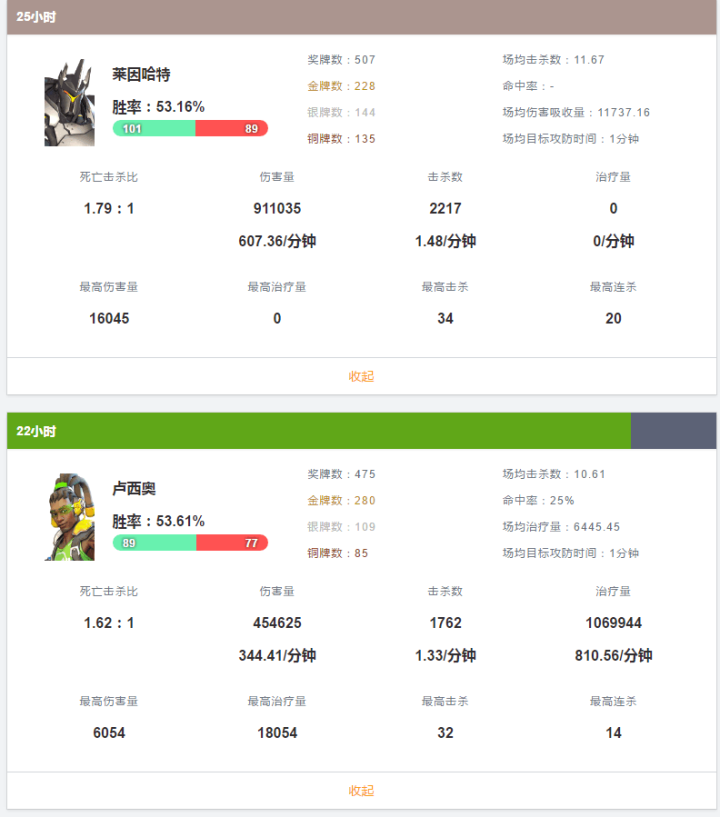 25小时
莱因哈特
胜率：53.16%
101 89
奖牌数：507
金牌数：228
银牌数：144
铜牌数：135
场均击杀数：11.67
命中率：-
场均伤害吸收量：11737.16
场均目标攻防时间：1分钟
死亡击杀比 伤害量 击杀数 治疗量
1.79：1 911035 2217 0
607.36/分钟 1.48/分钟 0/分钟
最高伤害量 最高治疗量 最高击杀 最高连杀
16045 0 34 20
收起
22小时
卢西奥
胜率：53.61%
89 77
奖牌数：475
金牌数：280
银牌数：109
铜牌数：85
场均击杀数：10.61
命中率：25%
场均治疗量：6445.45
场均目标攻防时间：1分钟
死亡击杀比 伤害量 击杀数 治疗量
1.62：1 454625 1762 1069944
344.41/分钟 1.33/分钟 810.56/分钟
最高伤害量 最高治疗量 最高击杀 最高连杀
6054 18054 32 14
收起